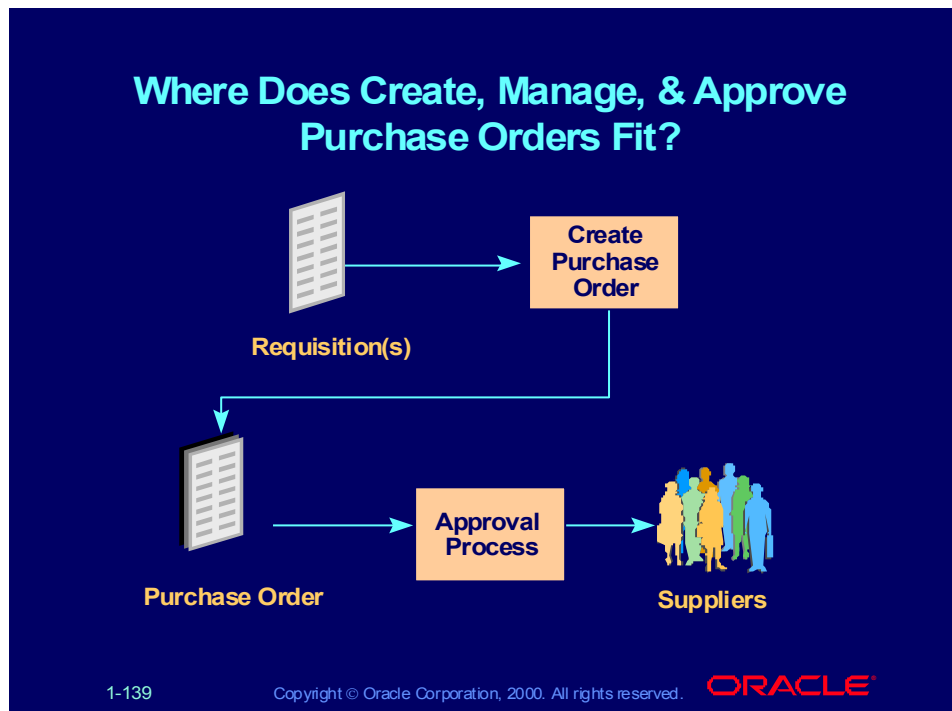 Where Does Create, Manage, & Approve
Purchase Orders Fit?
Create
Purchase
Order
Requisition(s)
Approval
Process
Purchase Order
Suppliers
1-139
Copyright © Oracle Corporation, 2000. All rights reserved.
ORACLE®